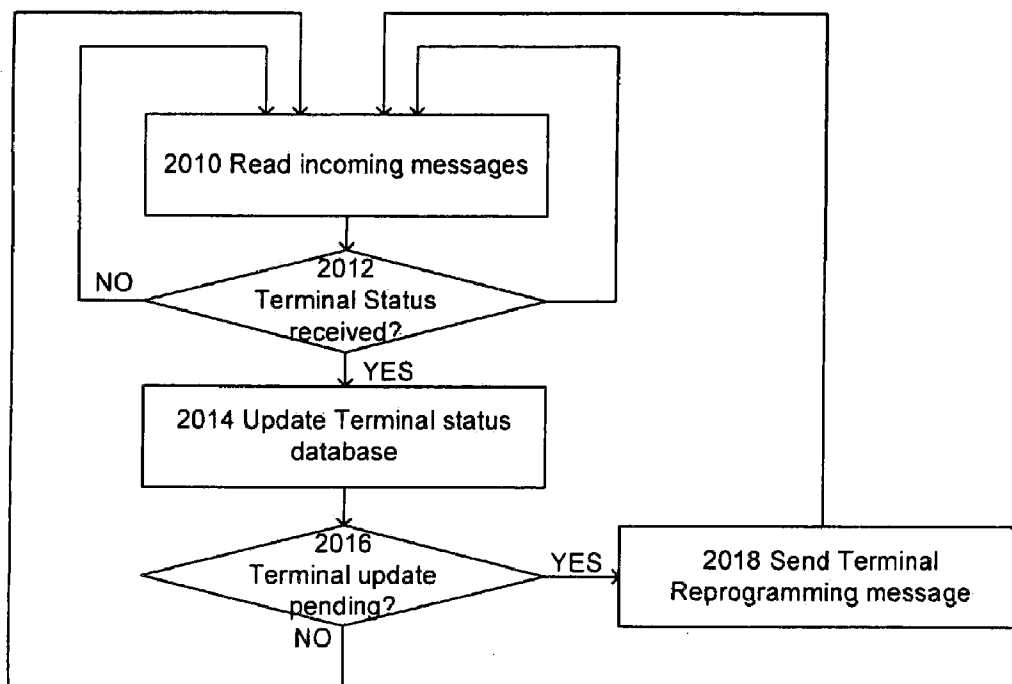 2010 Read incoming messages
2012
Terminal Status
received?
NO
YES
2014 Update Terminal status
database
2016
Terminal update
pending?
YES
NO
2018 Send Terminal
Reprogramming message